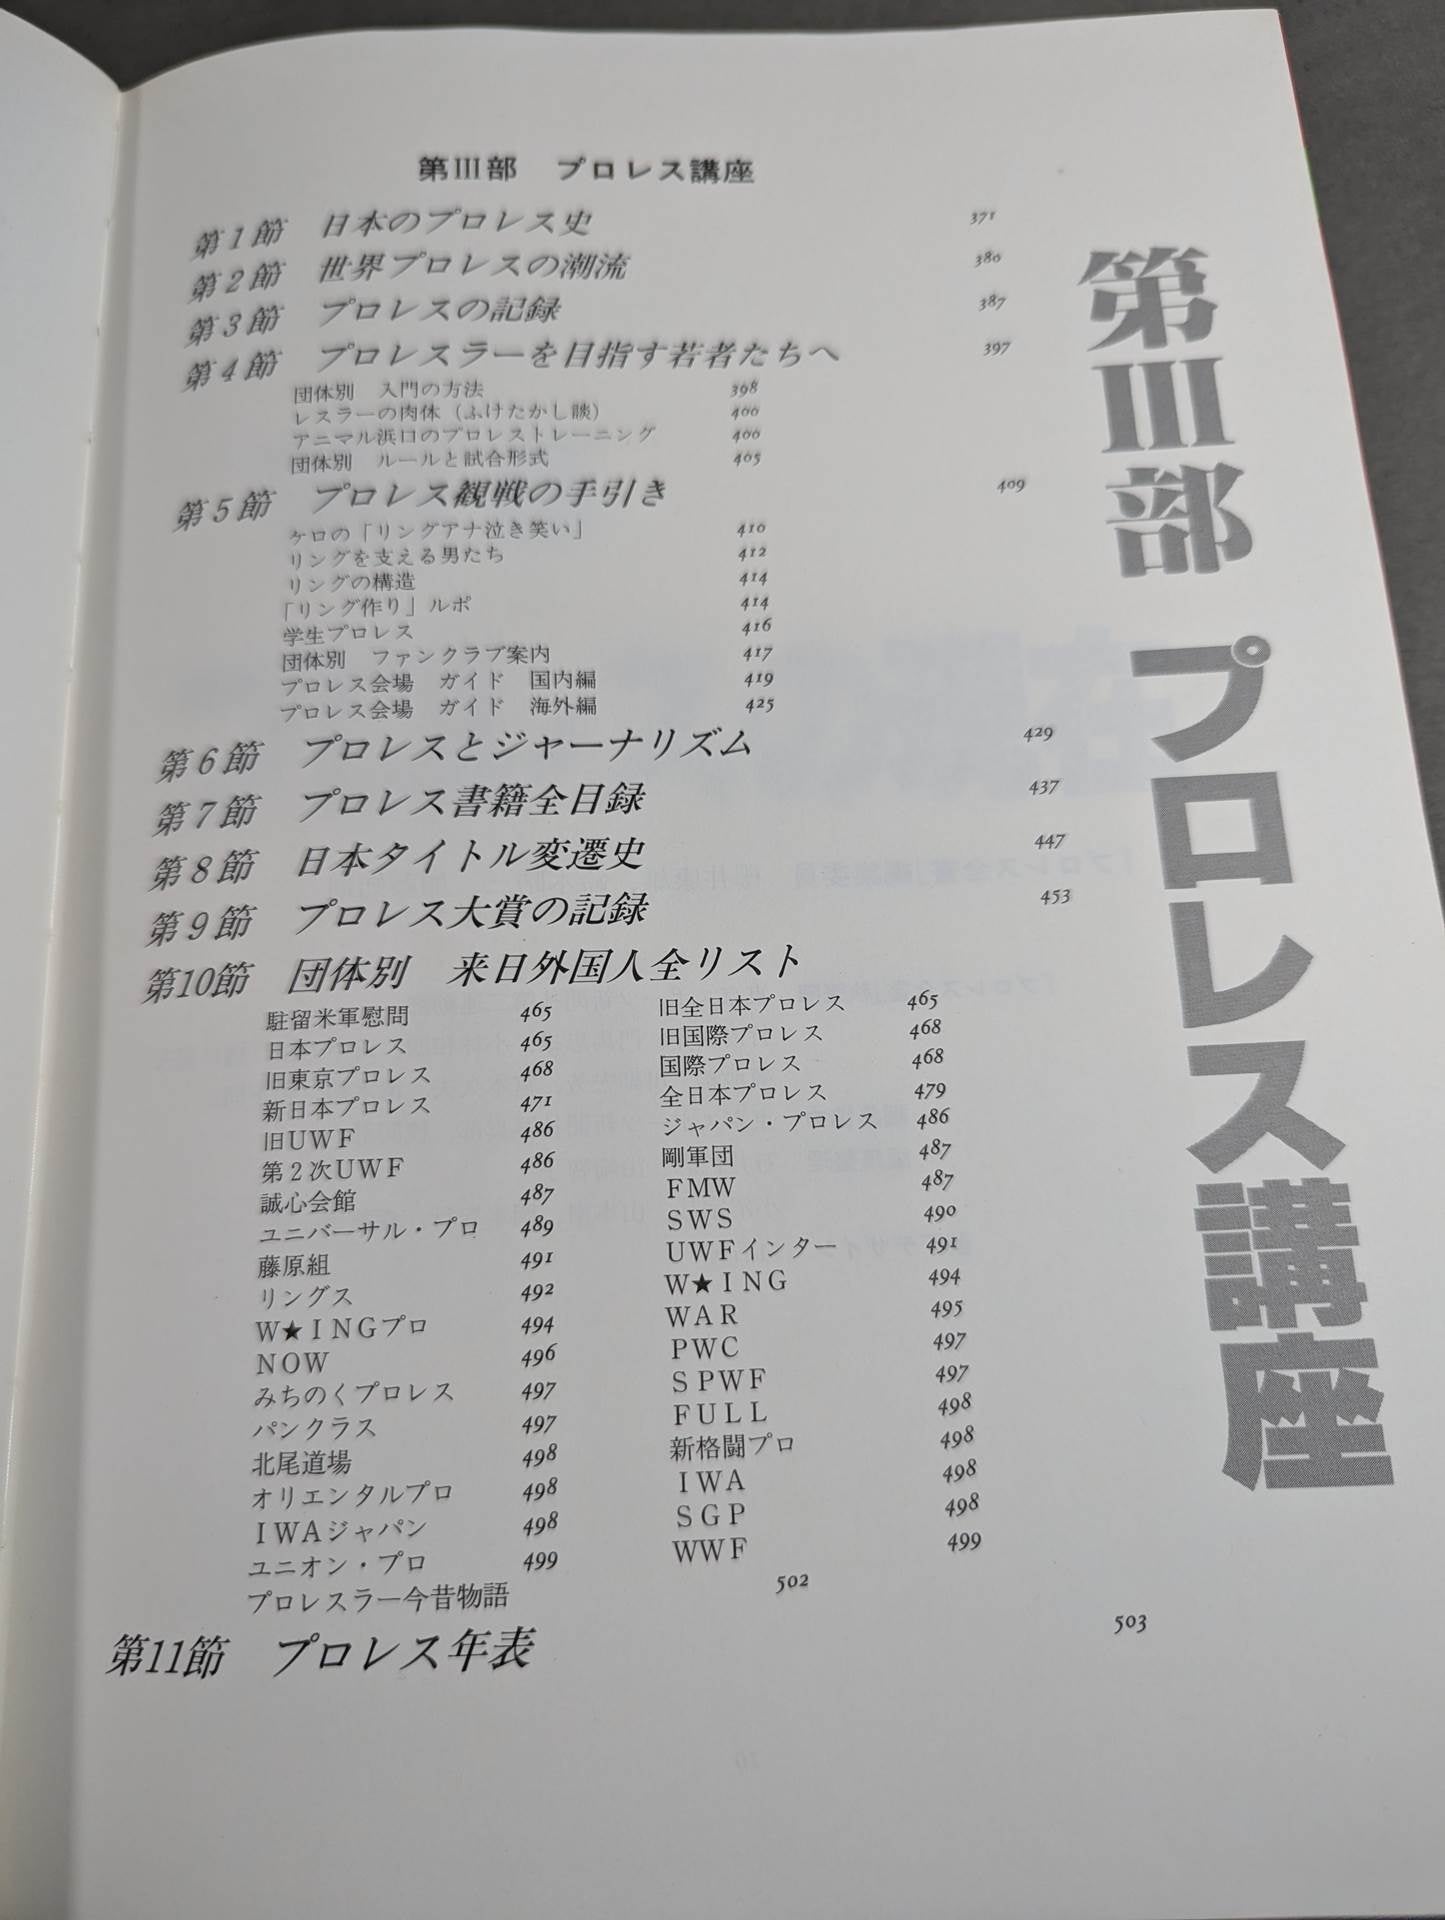 第III部 プロレス講座
第1節 日本のプロレス史 371
第2節 世界プロレスの潮流 380
第3節 プロレスの記録 387
第4節 プロレスラーを目指す若者たちへ 397
団体別 入門の方法 398
レスラーの肉体（ふけたかし談） 400
アニマル浜口のプロレストレーニング 400
団体別 ルールと試合形式 405
第5節 プロレス観戦の手引き 409
ケロの「リングアナ泣き笑い」 410
リングを支える男たち 412
リングの構造 414
「リング作り」ルポ 414
学生プロレス 416
団体別 ファンクラブ案内 417
プロレス会場 ガイド 国内編 419
プロレス会場 ガイド 海外編 425
第6節 プロレスとジャーナリズム 429
第7節 プロレス書籍全目録 437
第8節 日本タイトル変遷史 447
第9節 プロレス大賞の記録 453
第10節 団体別 来日外国人全リスト
駐留米軍慰問 465 旧全日本プロレス 465
日本プロレス 465 旧国際プロレス 468
旧東京プロレス 468 国際プロレス 468
新日本プロレス 471 全日本プロレス 479
旧UWF 486 ジャパン・プロレス 486
第2次UWF 486 剛軍団 487
誠心会館 487 FMW 487
ユニバーサル・プロ 489 SWS 490
藤原組 491 UWFインター 491
リングス 492 W★ING 494
W★INGプロ 494 WAR 495
NOW 496 PWC 497
みちのくプロレス 497 SPWF 497
パンクラス 497 FULL 498
北尾道場 498 新格闘プロ 498
オリエンタルプロ 498 IWA 498
IWAジャパン 498 SGP 498
ユニオン・プロ 499 WWF 499
プロレスラー今昔物語 502
第11節 プロレス年表 503
第III部 プロレス講座